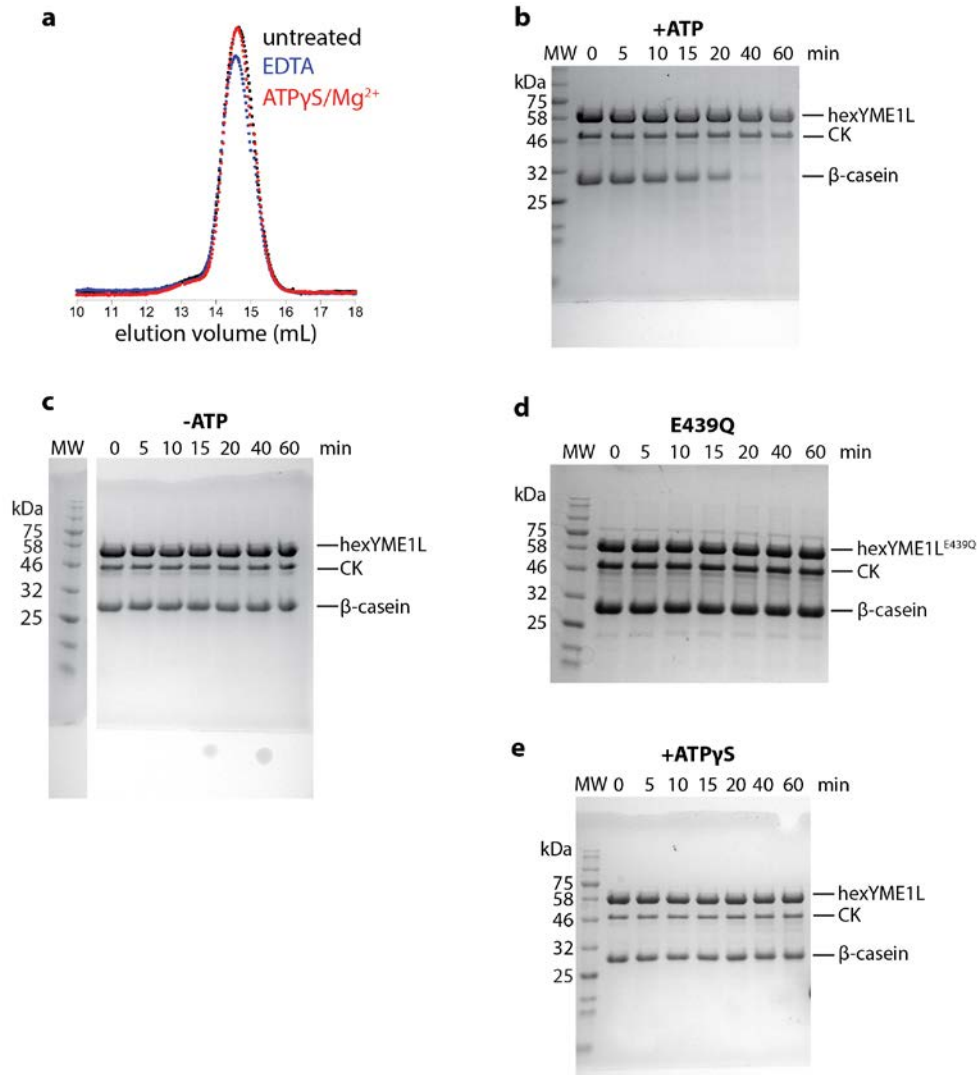 a
untreated
EDTA
ATPγS/Mg²⁺
10 11 12 13 14 15 16 17 18
elution volume (mL)
b
+ATP
MW 0 5 10 15 20 40 60 min
kDa
75
58
46
32
25
hexYME1L
CK
β-casein
c
-ATP
MW 0 5 10 15 20 40 60 min
kDa
75
58
46
32
25
hexYME1L
CK
β-casein
d
E439Q
MW 0 5 10 15 20 40 60 min
kDa
75
58
46
32
25
hexYME1Lᴱ⁴³⁹Q
CK
β-casein
e
+ATPγS
MW 0 5 10 15 20 40 60 min
kDa
75
58
46
32
25
hexYME1L
CK
β-casein